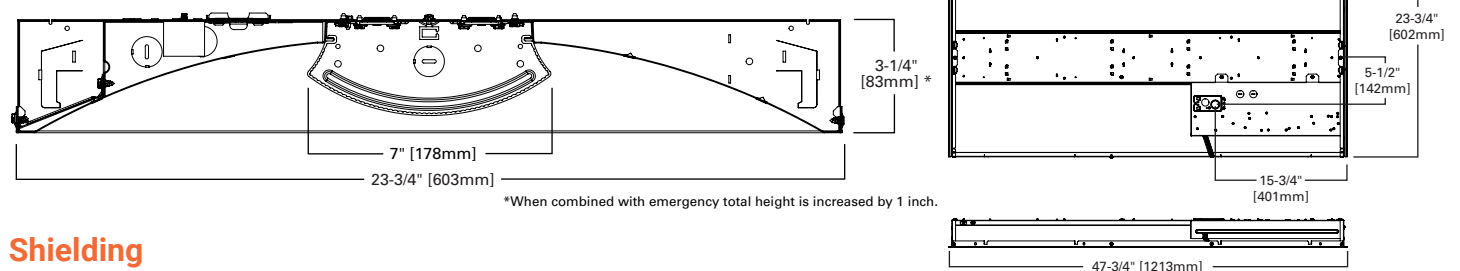 3-1/4"
[83mm] *
7" [178mm]
23-3/4" [603mm]
*When combined with emergency total height is increased by 1 inch.
23-3/4"
[602mm]
5-1/2"
[142mm]
15-3/4"
[401mm]
47-3/4" [1213mm]
Shielding